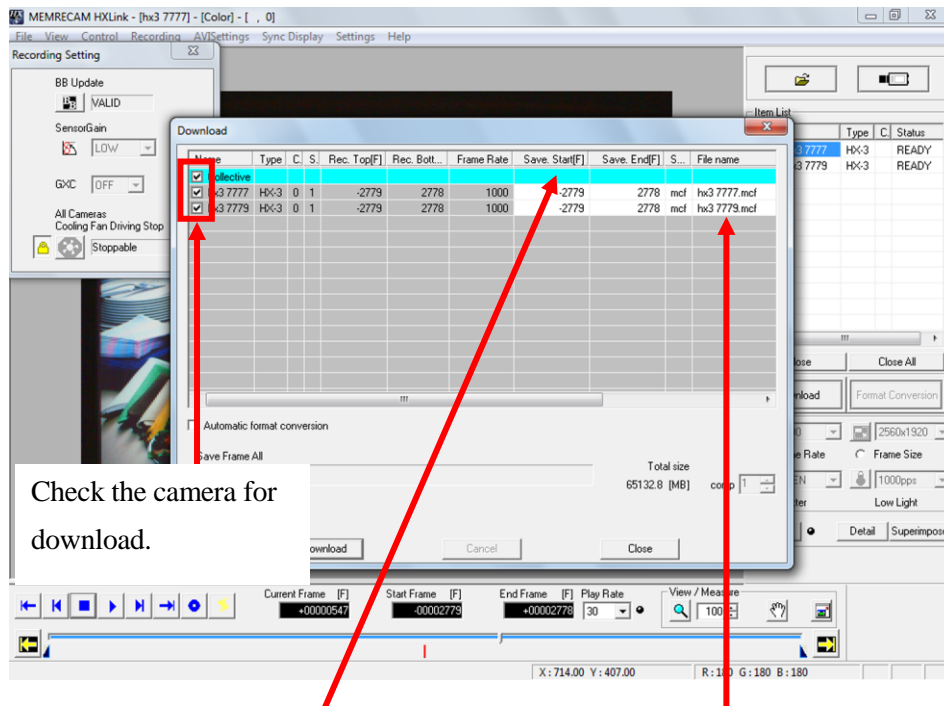 MEMRECAM HXLink - [hx3 7777] - [Color] - [ , 0]
File View Control Recording AVISettings Sync Display Settings Help
Recording Setting
BB Update
VALID
SensorGain
LOW
GXC OFF
All Cameras
Cooling Fan Driving Stop
Stoppable
Item List
Type C. Status
7777 HX-3 READY
3 7779 HX-3 READY
Download
Name Type C. S. Rec. Top[F] Rec. Bott... Frame Rate Save. Start[F] Save. End[F] S... File name
Collective
7777 HX-3 0 1 -2779 2778 1000 -2779 2778 mcf hx3 7777.mcf
7779 HX-3 0 1 -2779 2778 1000 -2779 2778 mcf hx3 7779.mcf
Automatic format conversion
Save Frame All
Total size
65132.8 [MB] comp 1
ownload Cancel Close
ose Close All
nload Format Conversion
0 2560x1920
e Rate Frame Size
EN 1000pps
ter Low Light
Detail Superimpose
Check the camera for
download.
Current Frame [F] Start Frame [F] End Frame [F] Play Rate View / Measure
+00000547 -00002779 +00002778 30 100
X : 714.00 Y : 407.00 R : 180 G : 180 B : 180